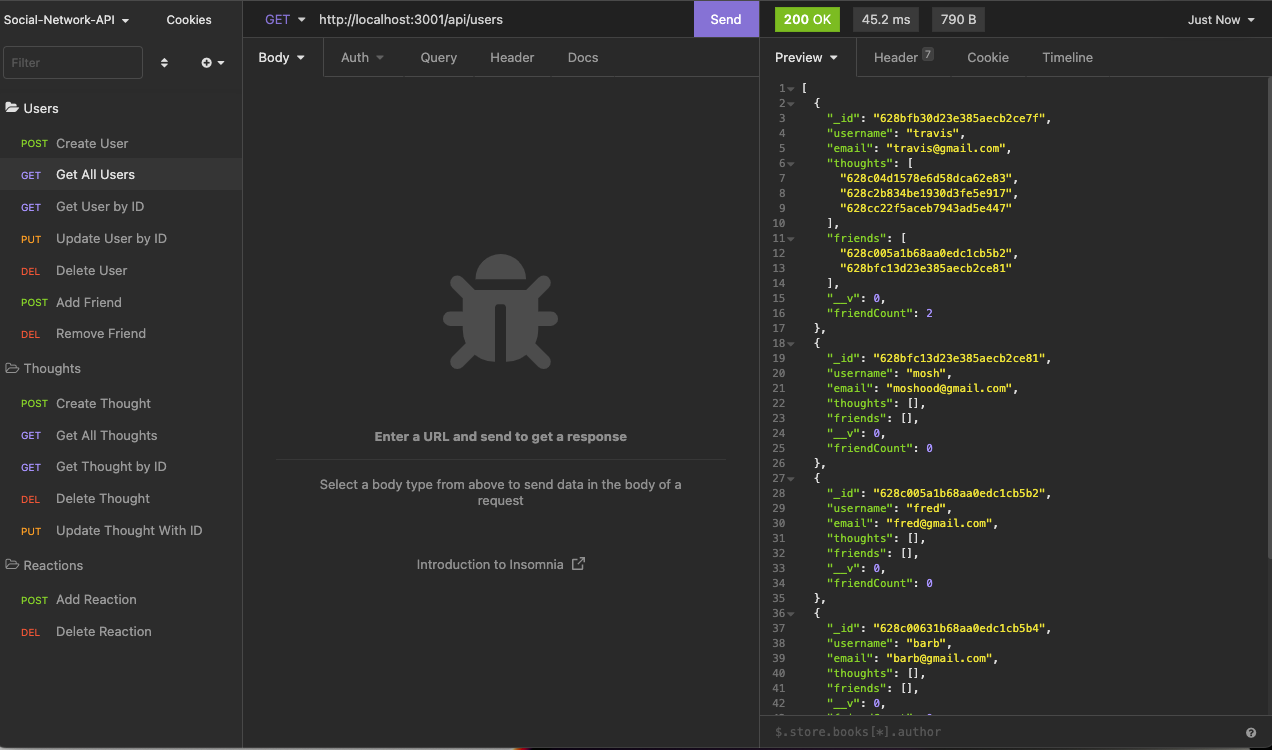 Social-Network-API
Cookies
GET http://localhost:3001/api/users
Send
200 OK
45.2 ms
790 B
Just Now
Filter
Body
Auth
Query
Header
Docs
Preview
Header 7
Cookie
Timeline
Users
POST Create User
GET Get All Users
GET Get User by ID
PUT Update User by ID
DEL Delete User
POST Add Friend
DEL Remove Friend
Thoughts
POST Create Thought
GET Get All Thoughts
GET Get Thought by ID
DEL Delete Thought
PUT Update Thought With ID
Reactions
POST Add Reaction
DEL Delete Reaction
Enter a URL and send to get a response
Select a body type from above to send data in the body of a
request
Introduction to Insomnia
1 [
2 {
3 "_id": "628bfb30d23e385aecb2ce7f",
4 "username": "travis",
5 "email": "travis@gmail.com",
6 "thoughts": [
7 "628c04d1578e6d58dca62e83",
8 "628c2b834be1930d3fe5e917",
9 "628cc22f5aceb7943ad5e447"
10 ],
11 "friends": [
12 "628c005a1b68aa0edc1cb5b2",
13 "628bfc13d23e385aecb2ce81"
14 ],
15 "__v": 0,
16 "friendCount": 2
17 },
18 {
19 "_id": "628bfc13d23e385aecb2ce81",
20 "username": "mosh",
21 "email": "moshood@gmail.com",
22 "thoughts": [],
23 "friends": [],
24 "__v": 0,
25 "friendCount": 0
26 },
27 {
28 "_id": "628c005a1b68aa0edc1cb5b2",
29 "username": "fred",
30 "email": "fred@gmail.com",
31 "thoughts": [],
32 "friends": [],
33 "__v": 0,
34 "friendCount": 0
35 },
36 {
37 "_id": "628c00631b68aa0edc1cb5b4",
38 "username": "barb",
39 "email": "barb@gmail.com",
40 "thoughts": [],
41 "friends": [],
42 "__v": 0,
$.store.books[*].author